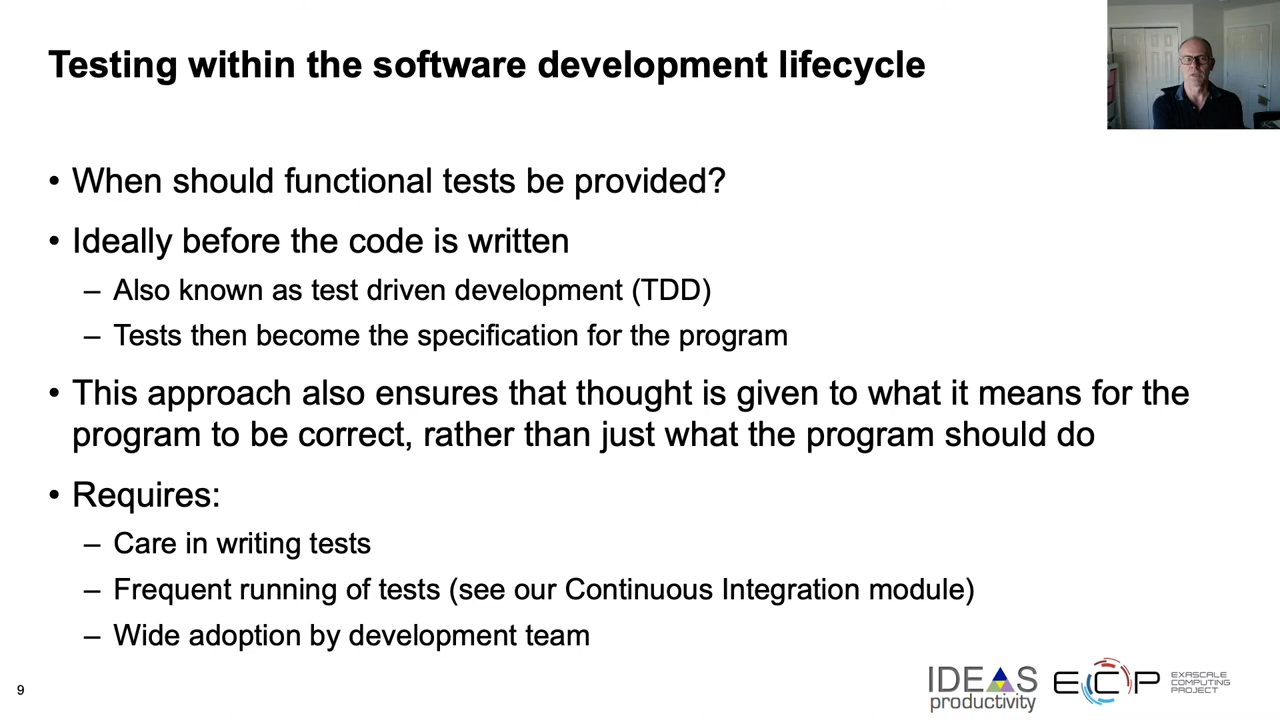 Testing within the software development lifecycle
• When should functional tests be provided?
• Ideally before the code is written
– Also known as test driven development (TDD)
– Tests then become the specification for the program
• This approach also ensures that thought is given to what it means for the
program to be correct, rather than just what the program should do
• Requires:
– Care in writing tests
– Frequent running of tests (see our Continuous Integration module)
– Wide adoption by development team
9
IDEAS
productivity
ECP
EXASCALE
COMPUTING
PROJECT